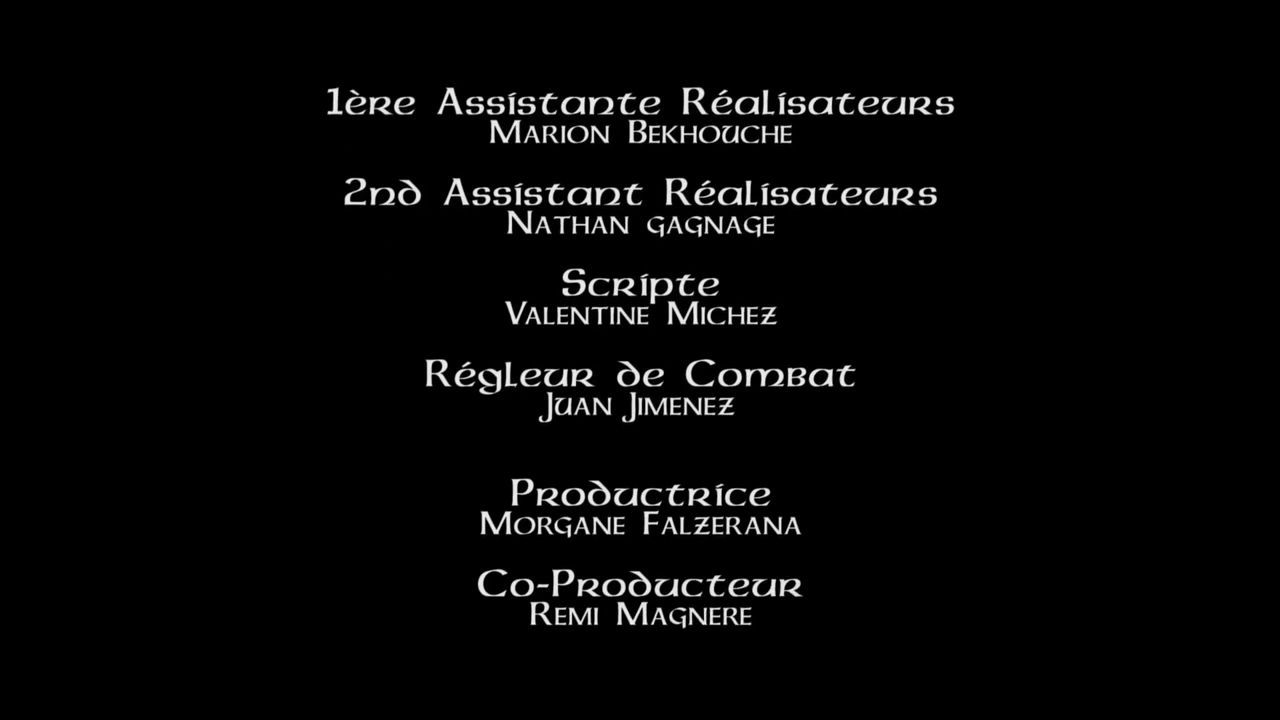 1ère Assistante Réalisateurs
Marion Bekhouche
2nd Assistant Réalisateurs
Nathan gagnage
Scripte
Valentine Michez
Régleur de Combat
Juan Jimenez
Productrice
Morgane Falzerana
Co-Producteur
Remi Magnere